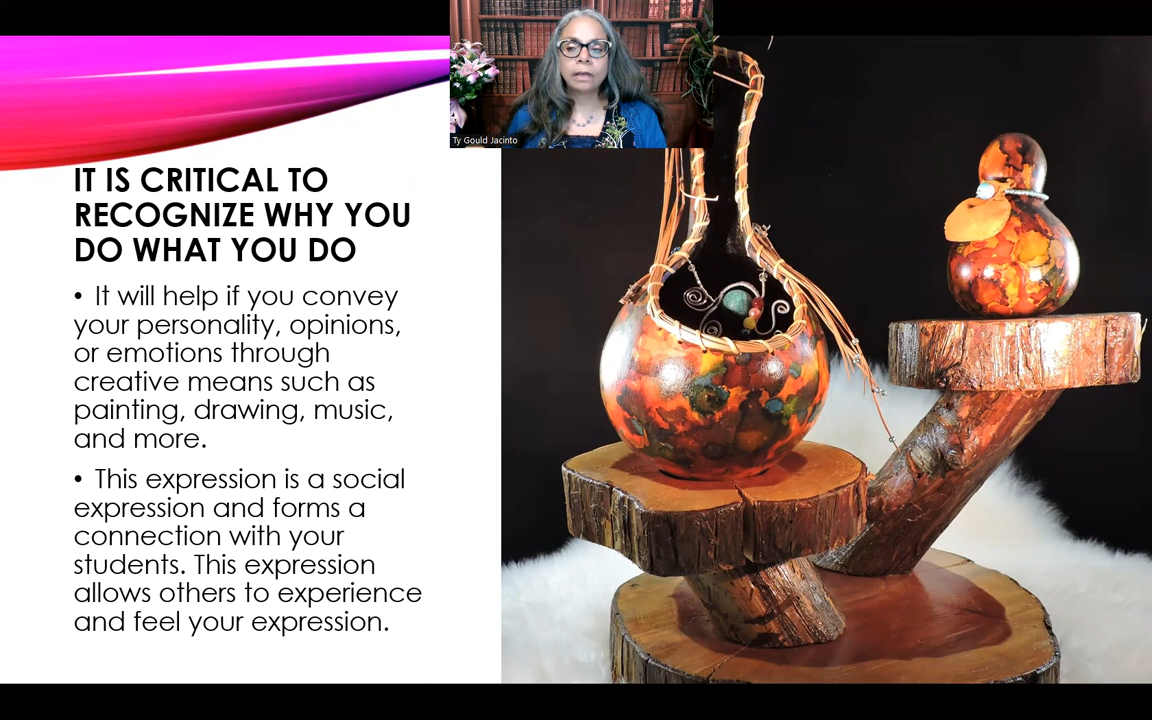 Ty Gould Jacinto
IT IS CRITICAL TO
RECOGNIZE WHY YOU
DO WHAT YOU DO
• It will help if you convey
your personality, opinions,
or emotions through
creative means such as
painting, drawing, music,
and more.
• This expression is a social
expression and forms a
connection with your
students. This expression
allows others to experience
and feel your expression.